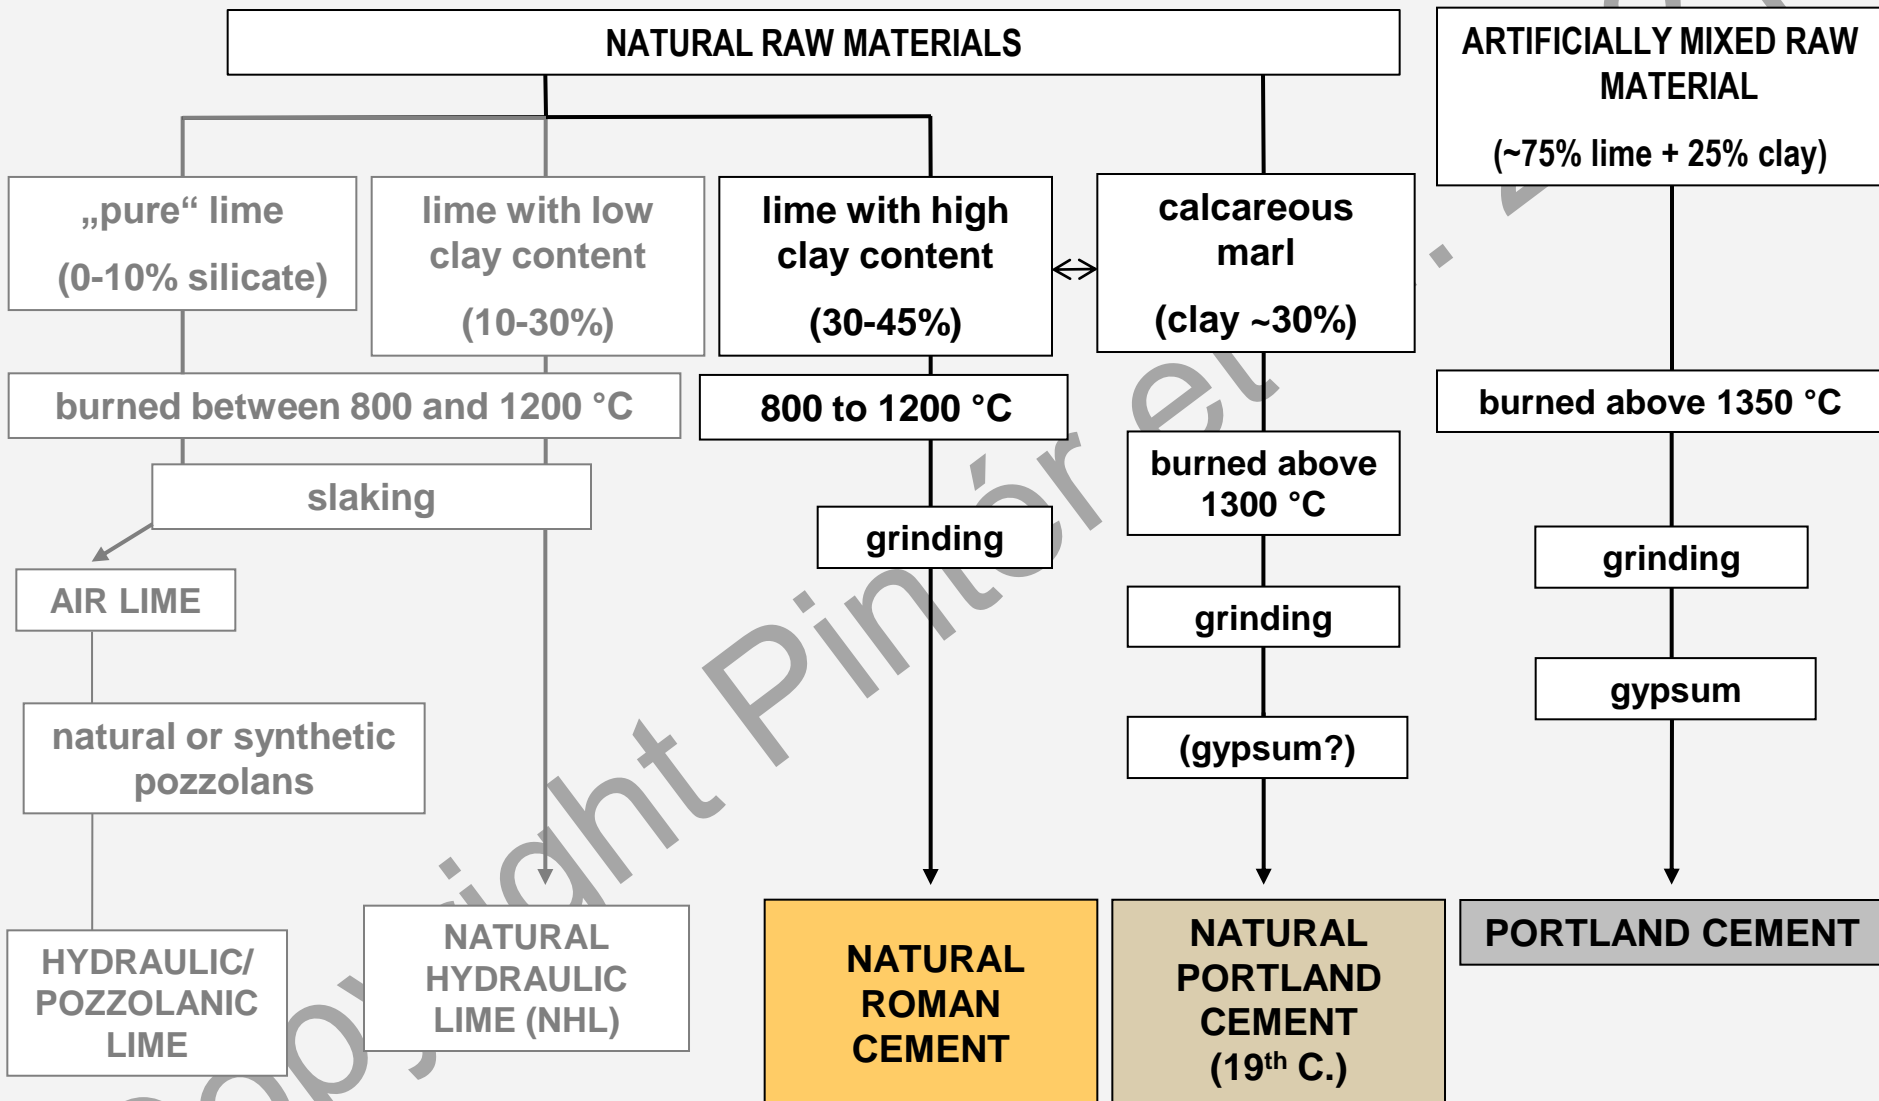 NATURAL RAW MATERIALS
ARTIFICIALLY MIXED RAW
MATERIAL
(~75% lime + 25% clay)
„pure“ lime
(0-10% silicate)
lime with low
clay content
(10-30%)
lime with high
clay content
(30-45%)
calcareous
marl
(clay ~30%)
burned between 800 and 1200 °C
800 to 1200 °C
burned above
1300 °C
burned above 1350 °C
slaking
grinding
grinding
grinding
AIR LIME
gypsum
natural or synthetic
pozzolans
(gypsum?)
HYDRAULIC/
POZZOLANIC
LIME
NATURAL
HYDRAULIC
LIME (NHL)
NATURAL
ROMAN
CEMENT
NATURAL
PORTLAND
CEMENT
(19th C.)
PORTLAND CEMENT
Copyright Pintér et